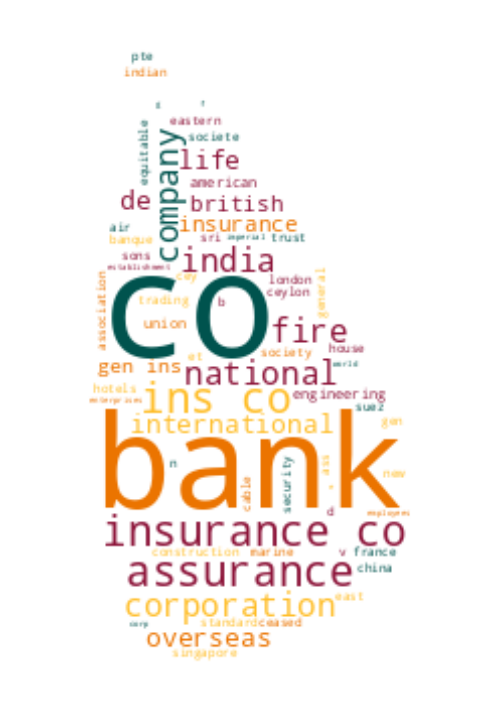 pte
indian
eastern
societe
equitable
company
life
american
de
british
air
insurance
banque
sri
imperial
trust
sons
india
establishment
cey
london
ceylon
general
association
co
trading
b
union
fire
society
house
et
world
gen ins
national
hotels
enterprises
ins co
engineering
suez
international
gen
bank
n
cable
security
ass
new
d
employees
insurance co
construction
marine
v
france
assurance
china
corporation
east
corp
standard
ceased
overseas
singapore